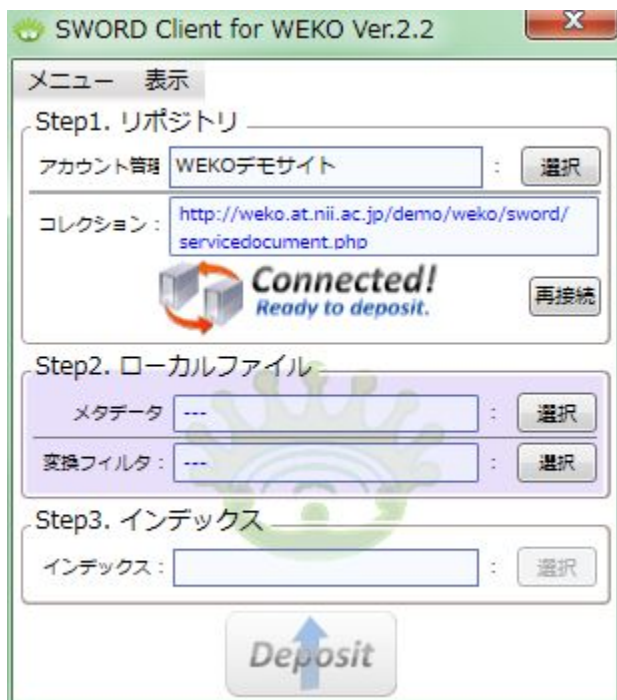 SWORD Client for WEKO Ver.2.2
メニュー 表示
Step1. リポジトリ
アカウント管理 WEKOデモサイト : 選択
コレクション : http://weko.at.nii.ac.jp/demo/weko/sword/
servicedocument.php
Connected!
Ready to deposit.
再接続
Step2. ローカルファイル
メタデータ --- : 選択
変換フィルタ : --- : 選択
Step3. インデックス
インデックス : : 選択
Deposit